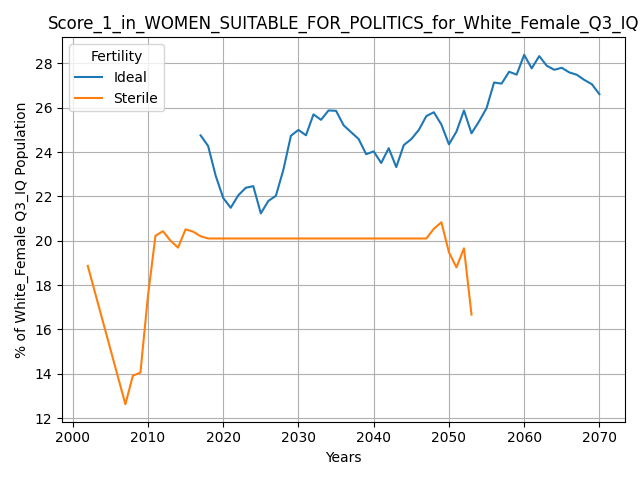 Score_1_in_WOMEN_SUITABLE_FOR_POLITICS_for_White_Female_Q3_IQ
Fertility
Ideal
Sterile
% of White_Female Q3_IQ Population
28
26
24
22
20
18
16
14
12
2000 2010 2020 2030 2040 2050 2060 2070
Years